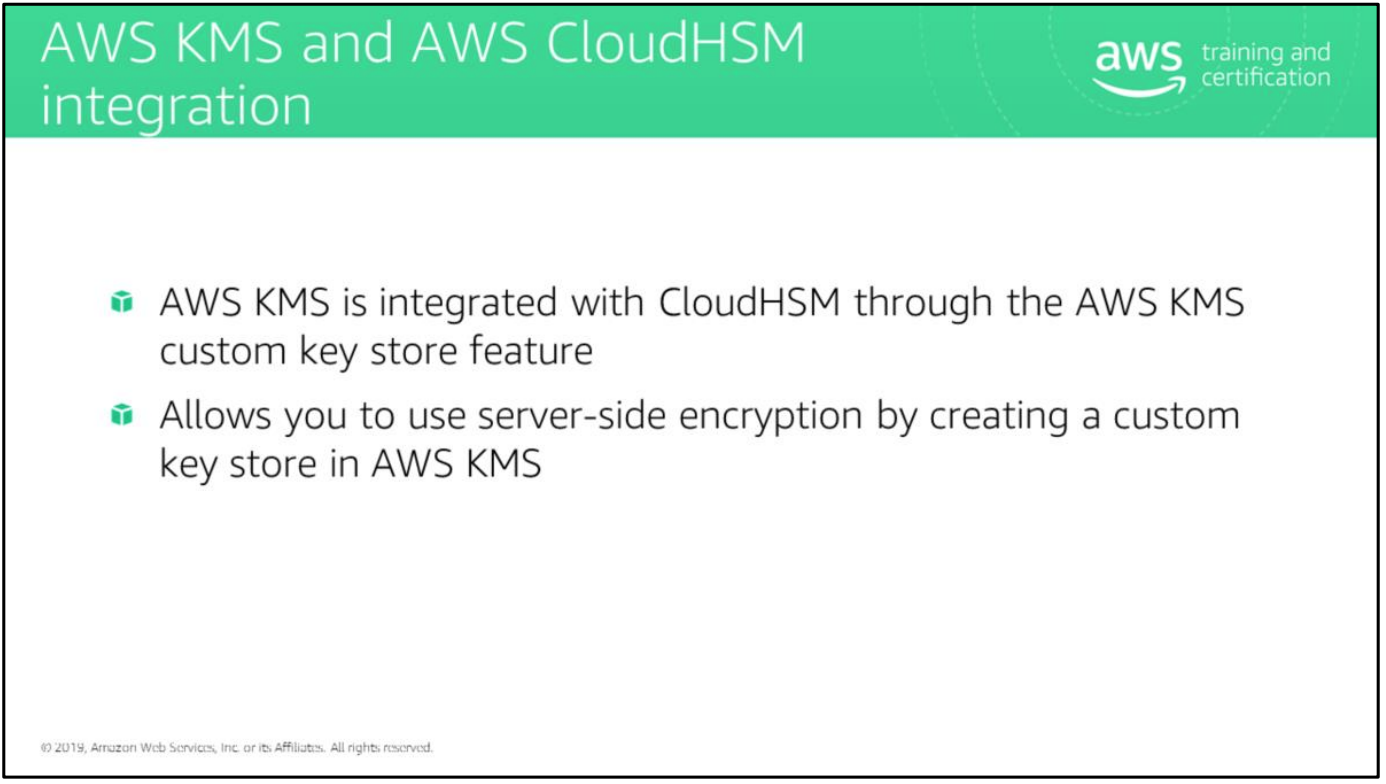 AWS KMS and AWS CloudHSM
integration
aws training and
certification
AWS KMS is integrated with CloudHSM through the AWS KMS
custom key store feature
Allows you to use server-side encryption by creating a custom
key store in AWS KMS
© 2019, Amazon Web Services, Inc. or its Affiliates. All rights reserved.